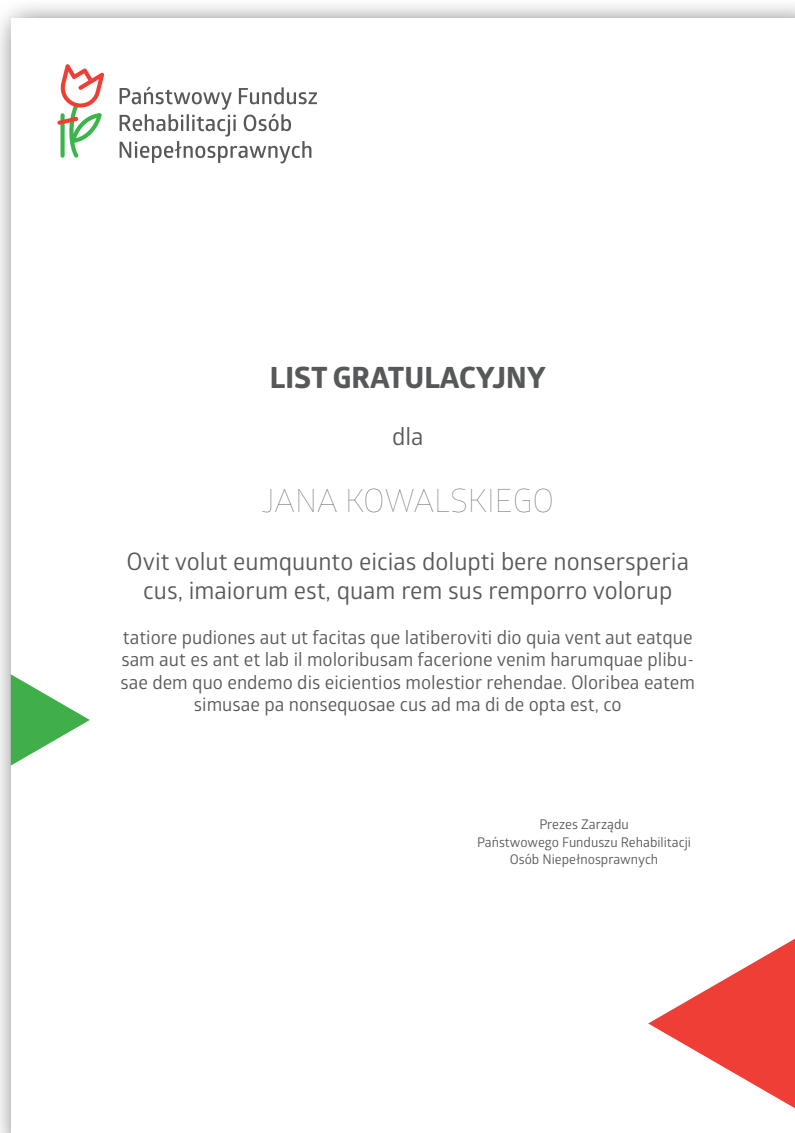 Państwowy Fundusz
Rehabilitacji Osób
Niepełnosprawnych
LIST GRATULACYJNY
dla
JANA KOWALSKIEGO
Ovit volut eumquunto eicias dolupti bere nonsersperia
cus, imaiorum est, quam rem sus remporro volorup
tatiore pudiones aut ut facitas que latiberoviti dio quia vent aut eatque
sam aut es ant et lab il moloribusam facerione venim harumquae plibu-
sae dem quo endemo dis eicientios molestior rehendae. Oloribea eatem
simusae pa nonsequosae cus ad ma di de opta est, co
Prezes Zarządu
Państwowego Funduszu Rehabilitacji
Osób Niepełnosprawnych